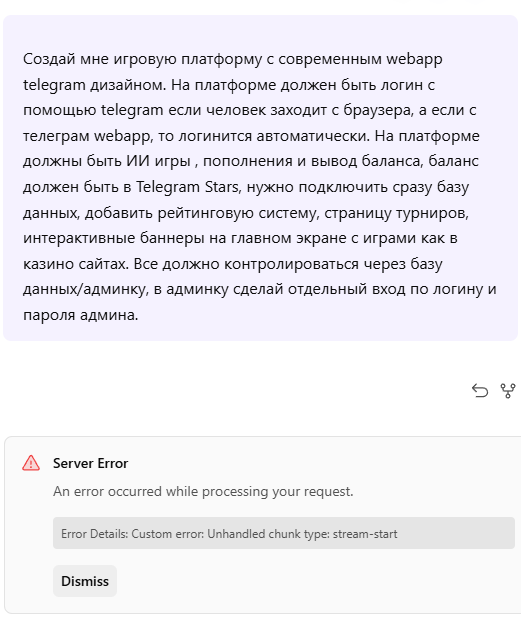 Создай мне игровую платформу с современным webapp
telegram дизайном. На платформе должен быть логин с
помощью telegram если человек заходит с браузера, а если с
телеграм webapp, то логинится автоматически. На платформе
должны быть ИИ игры , пополнения и вывод баланса, баланс
должен быть в Telegram Stars, нужно подключить сразу базу
данных, добавить рейтинговую систему, страницу турниров,
интерактивные баннеры на главном экране с играми как в
казино сайтах. Все должно контролироваться через базу
данных/админку, в админку сделай отдельный вход по логину и
пароля админа.
Server Error
An error occurred while processing your request.
Error Details: Custom error: Unhandled chunk type: stream-start
Dismiss